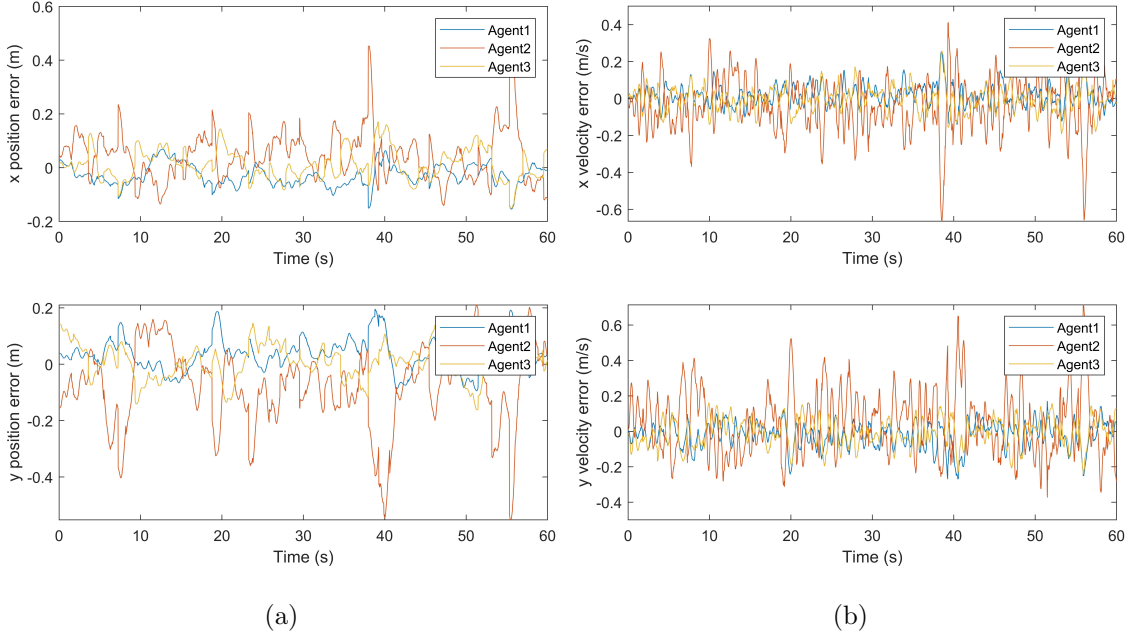 0.6
0.4
0.2
0
-0.2
x position error (m)
0 10 20 30 40 50 60
Time (s)
Agent1
Agent2
Agent3
0.4
0.2
0
-0.2
-0.4
-0.6
x velocity error (m/s)
0 10 20 30 40 50 60
Time (s)
Agent1
Agent2
Agent3
0.2
0
-0.2
-0.4
y position error (m)
0 10 20 30 40 50 60
Time (s)
Agent1
Agent2
Agent3
0.6
0.4
0.2
0
-0.2
-0.4
y velocity error (m/s)
0 10 20 30 40 50 60
Time (s)
Agent1
Agent2
Agent3
(a)
(b)